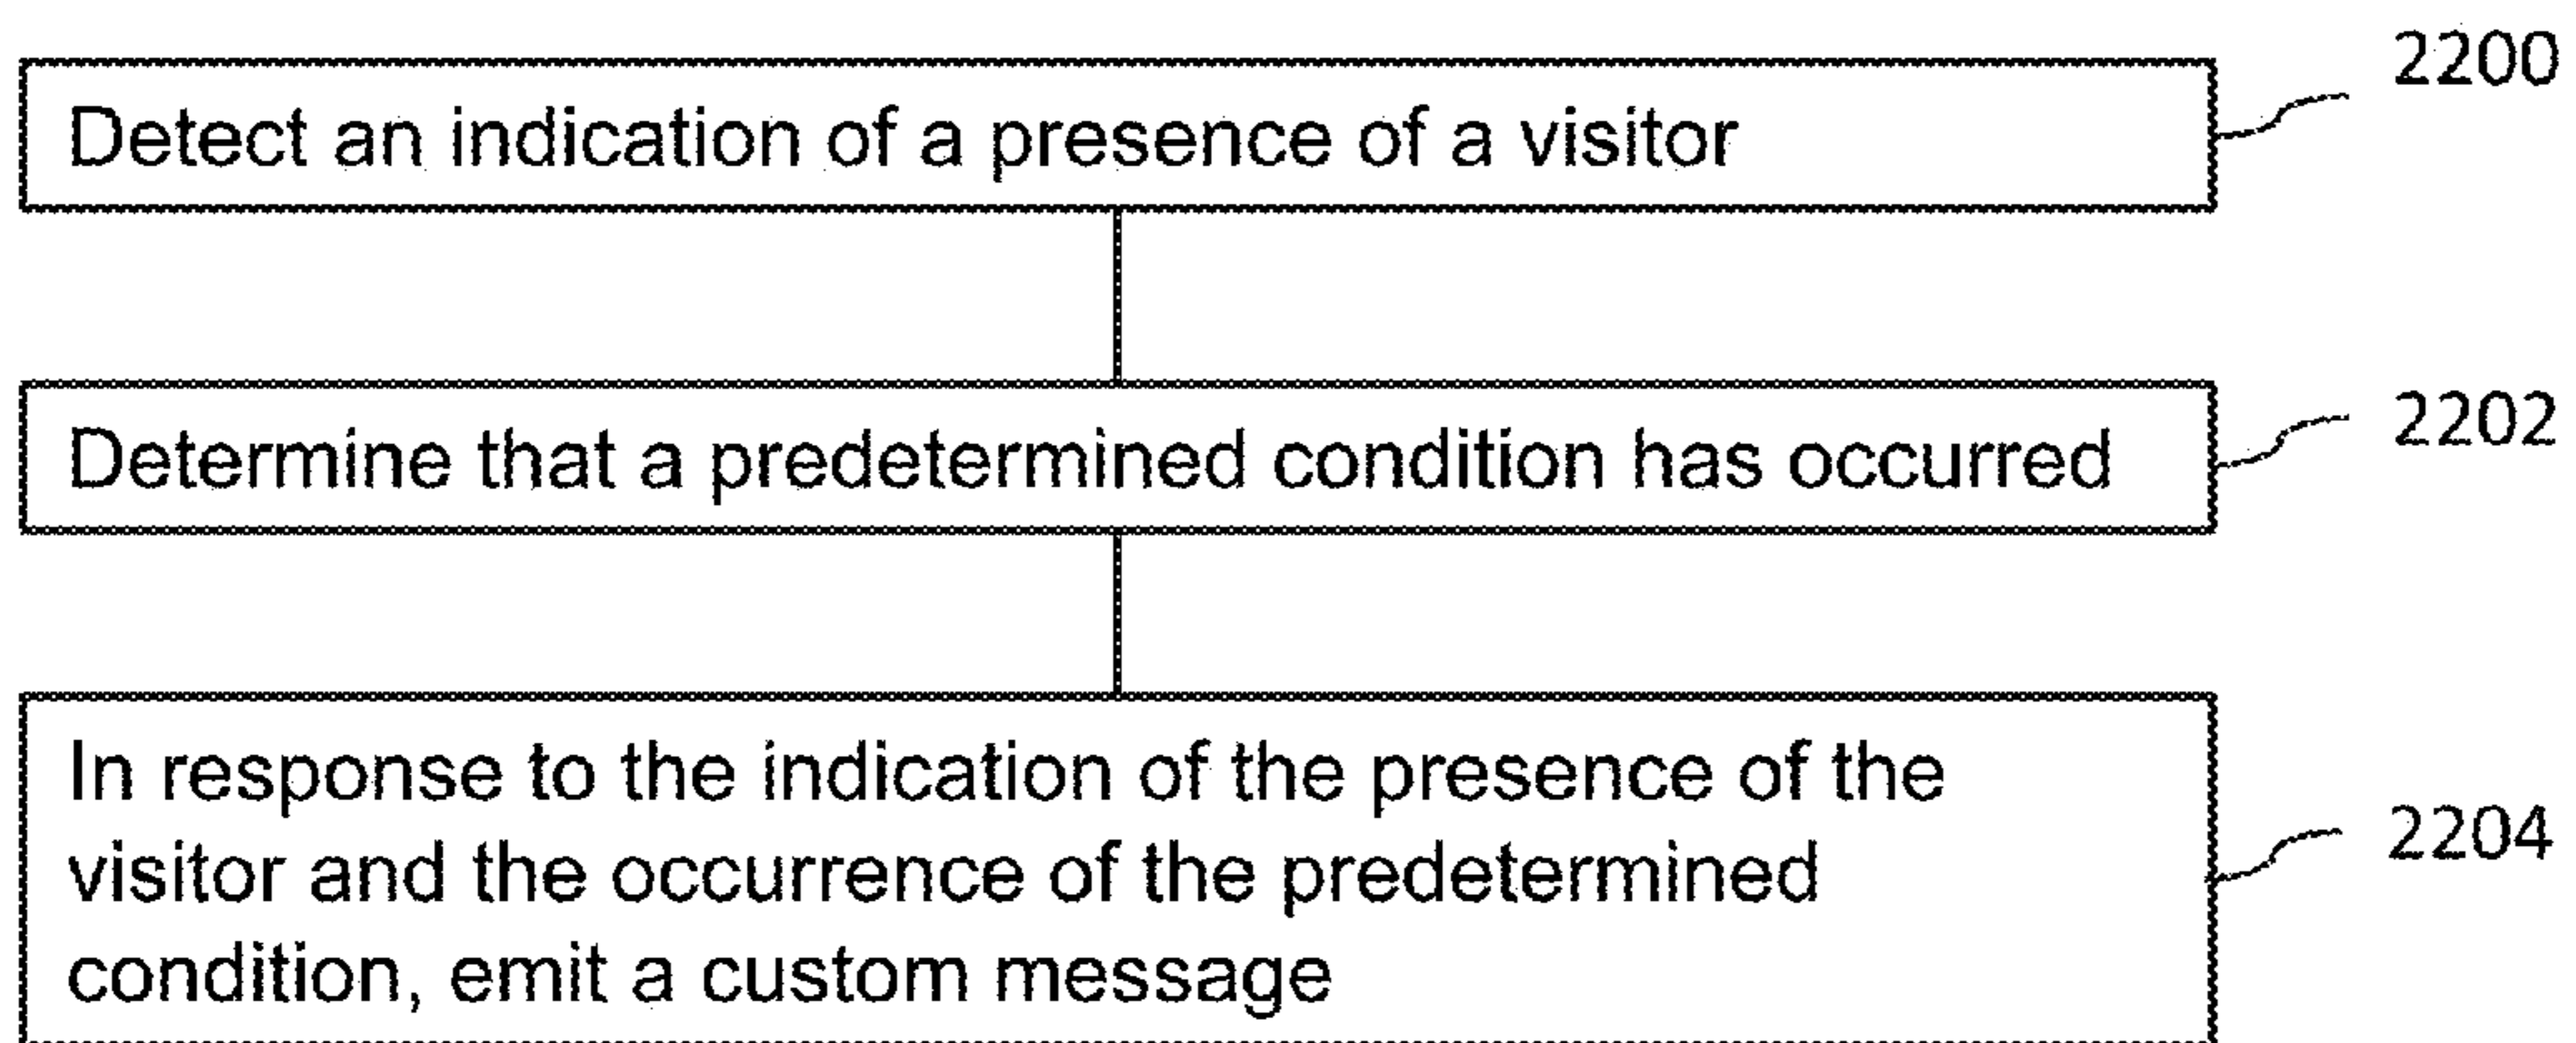 2200
Detect an indication of a presence of a visitor
2202
Determine that a predetermined condition has occurred
In response to the indication of the presence of the
2204
visitor and the occurrence of the predetermined
condition, emit a custom message